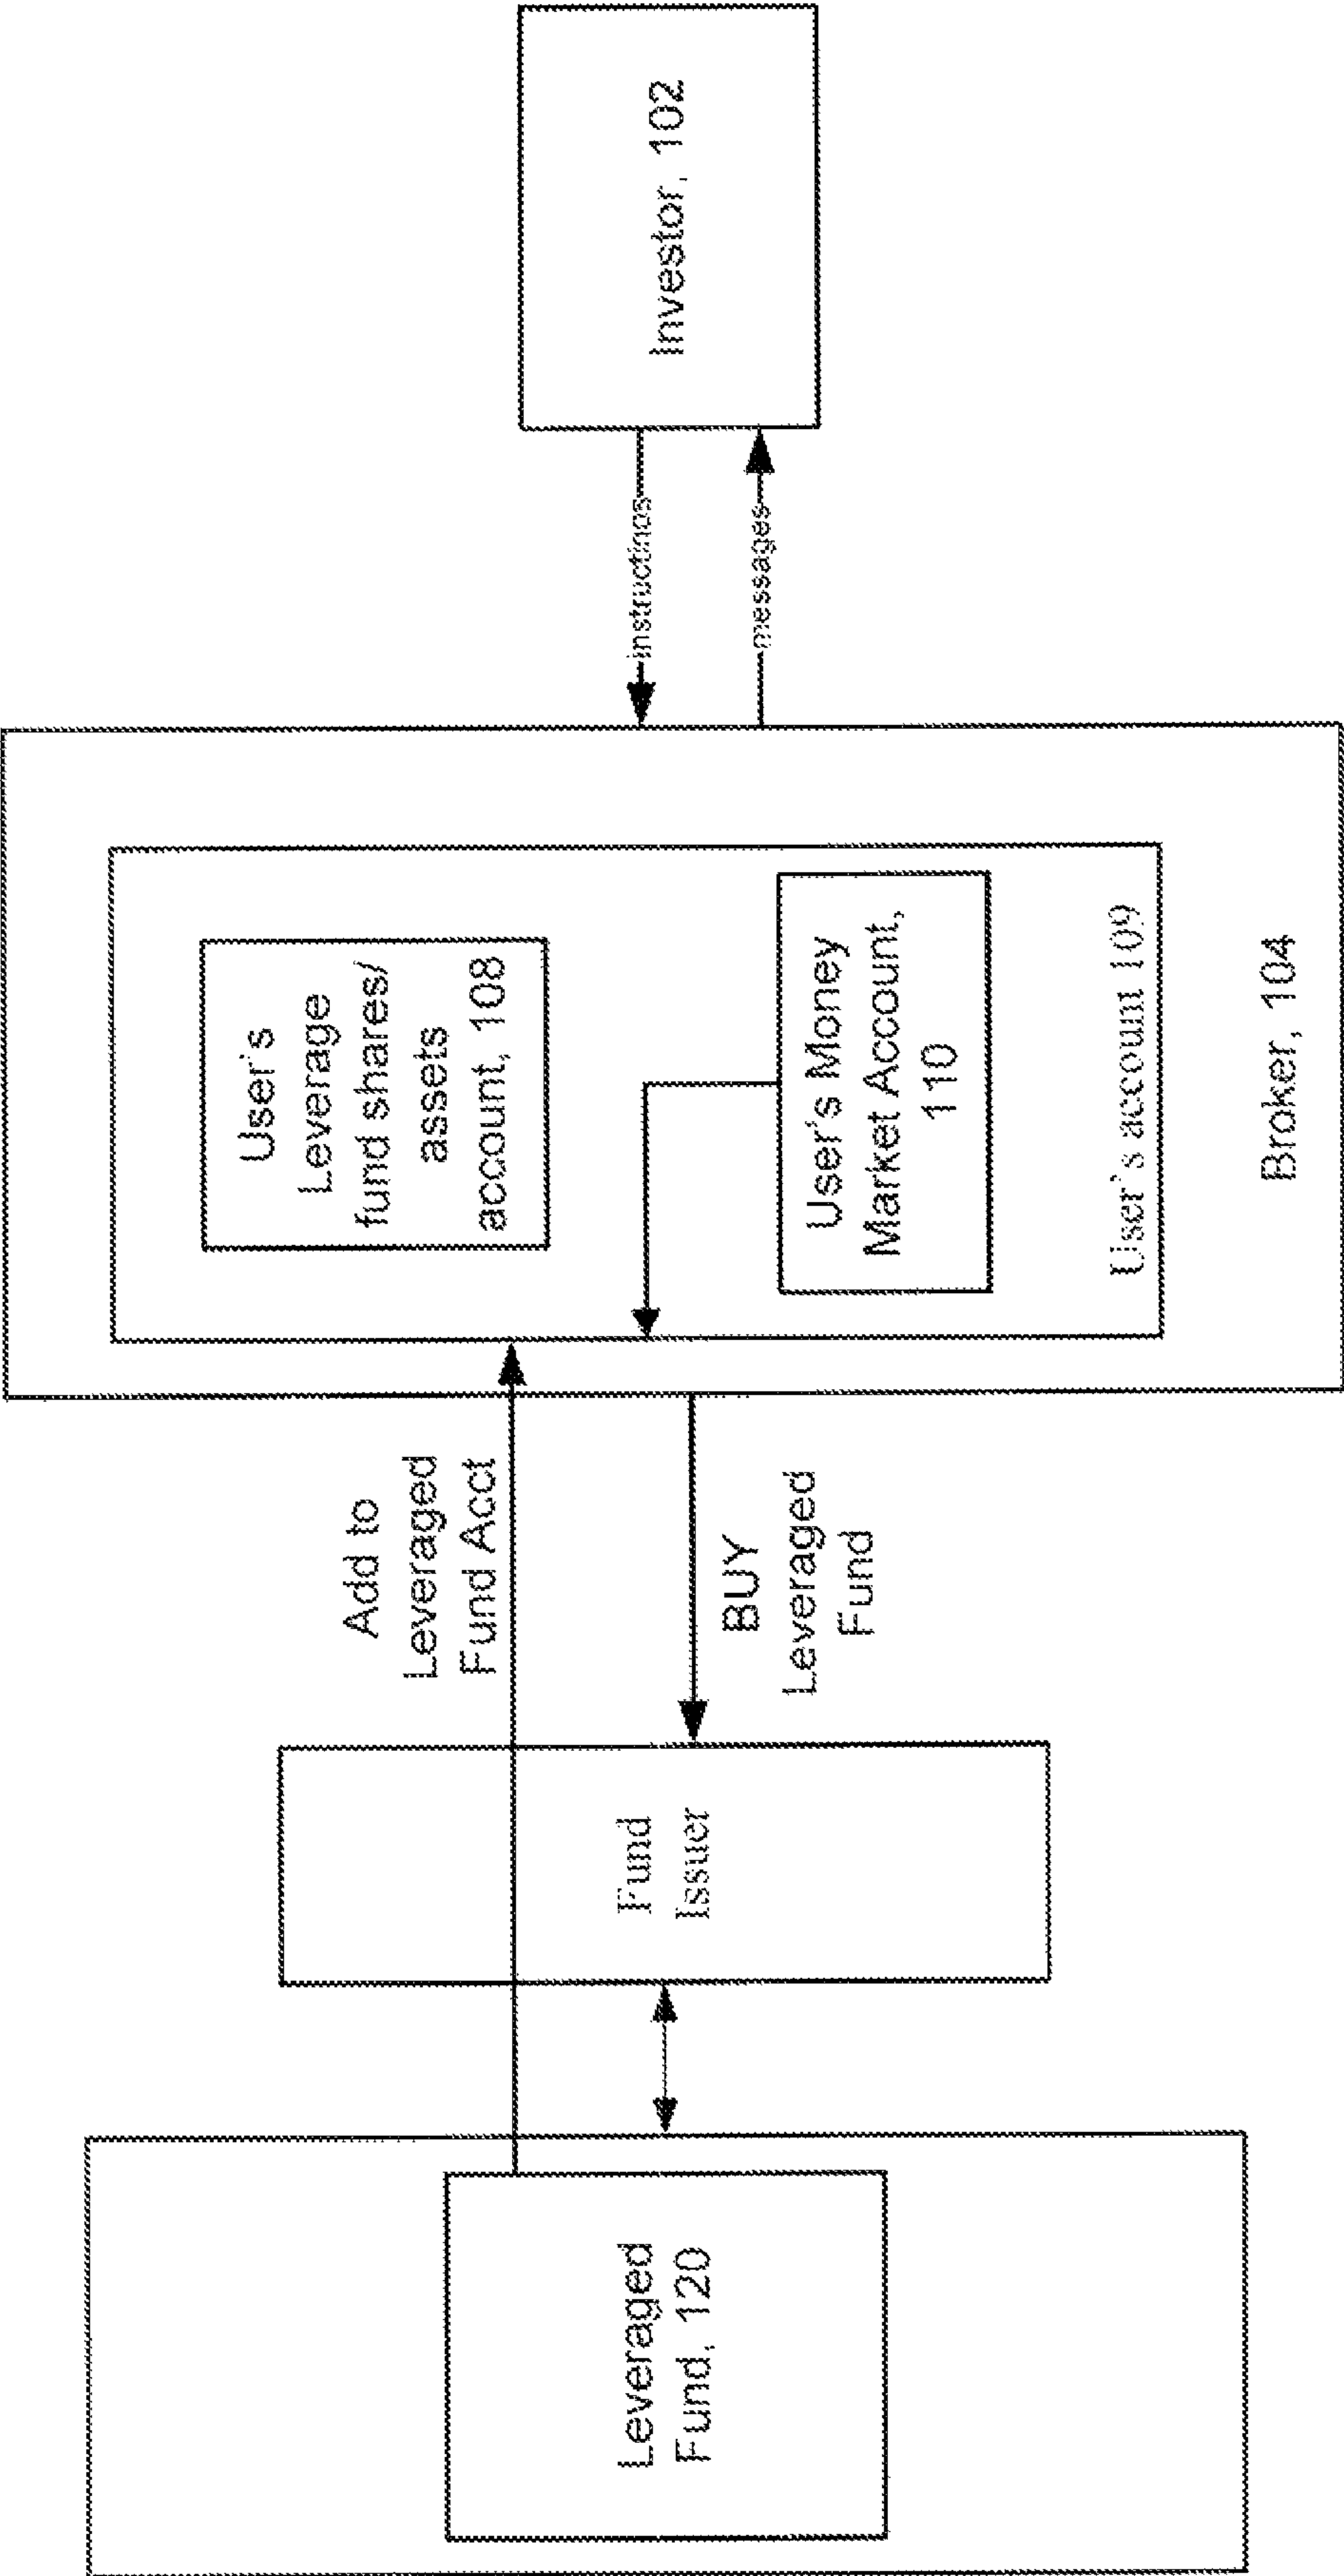 Leveraged
Fund, 120
Fund
Issuer
Add to
Leveraged
Fund Acct
BUY
Leveraged
Fund
User's
Leverage
fund shares/
assets
account, 108
User's Money
Market Account,
110
User's account 109
Broker, 104
instructinos
messages
Investor, 102